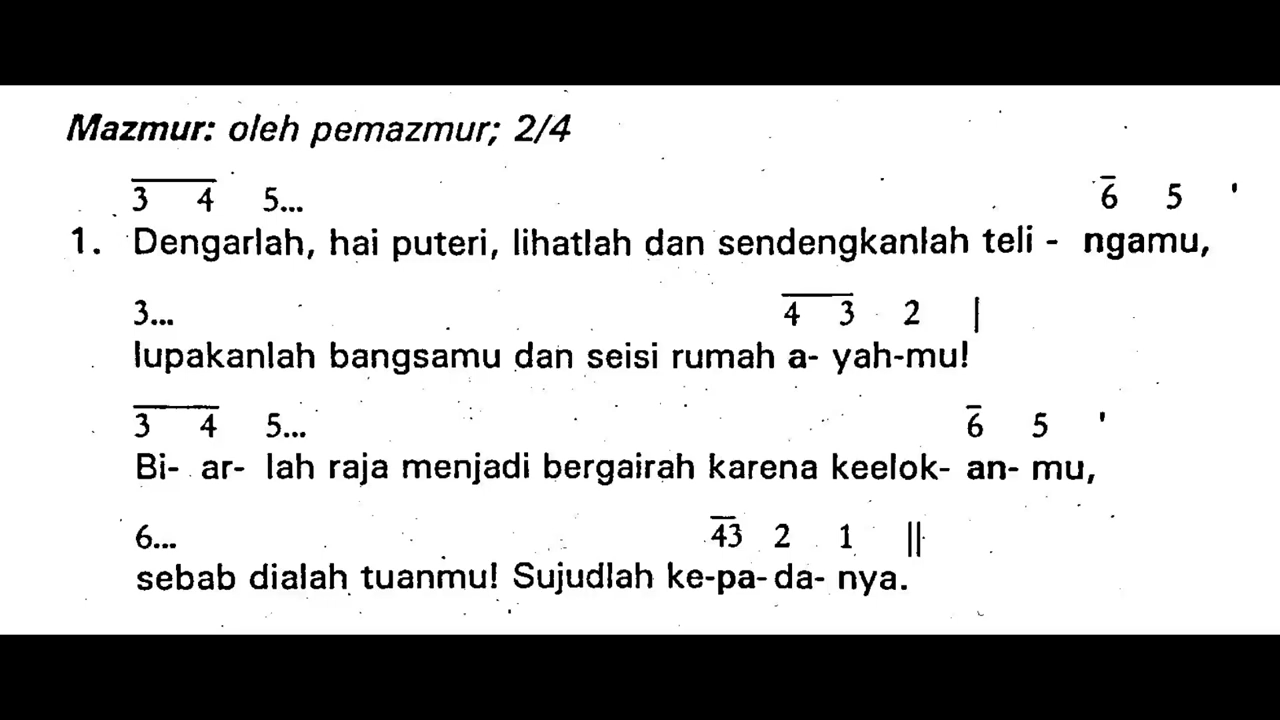 Mazmur: oleh pemazmur; 2/4
3 4 5... 6 5 '
1. Dengarlah, hai puteri, lihatlah dan sendengkanlah teli - ngamu,
3... 4 3 2 |
lupakanlah bangsamu dan seisi rumah a- yah-mu!
3 4 5... 6 5 '
Bi- ar- lah raja menjadi bergairah karena keelok- an- mu,
6... 43 2 1 ||
sebab dialah tuanmu! Sujudlah ke-pa-da- nya.